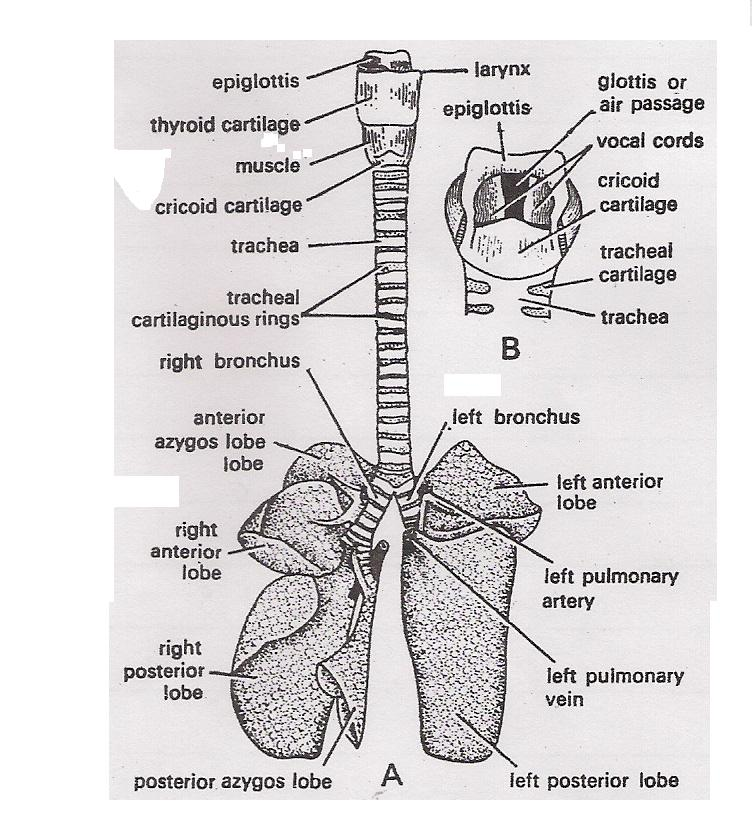 epiglottis
thyroid cartilage
muscle
cricoid cartilage
trachea
tracheal
cartilaginous rings
right bronchus
anterior
azygos lobe
lobe
right
anterior
lobe
right
posterior
lobe
posterior azygos lobe
A
larynx
left bronchus
left anterior
lobe
left pulmonary
artery
left pulmonary
vein
left posterior lobe
epiglottis
glottis or
air passage
vocal cords
cricoid
cartilage
tracheal
cartilage
trachea
B